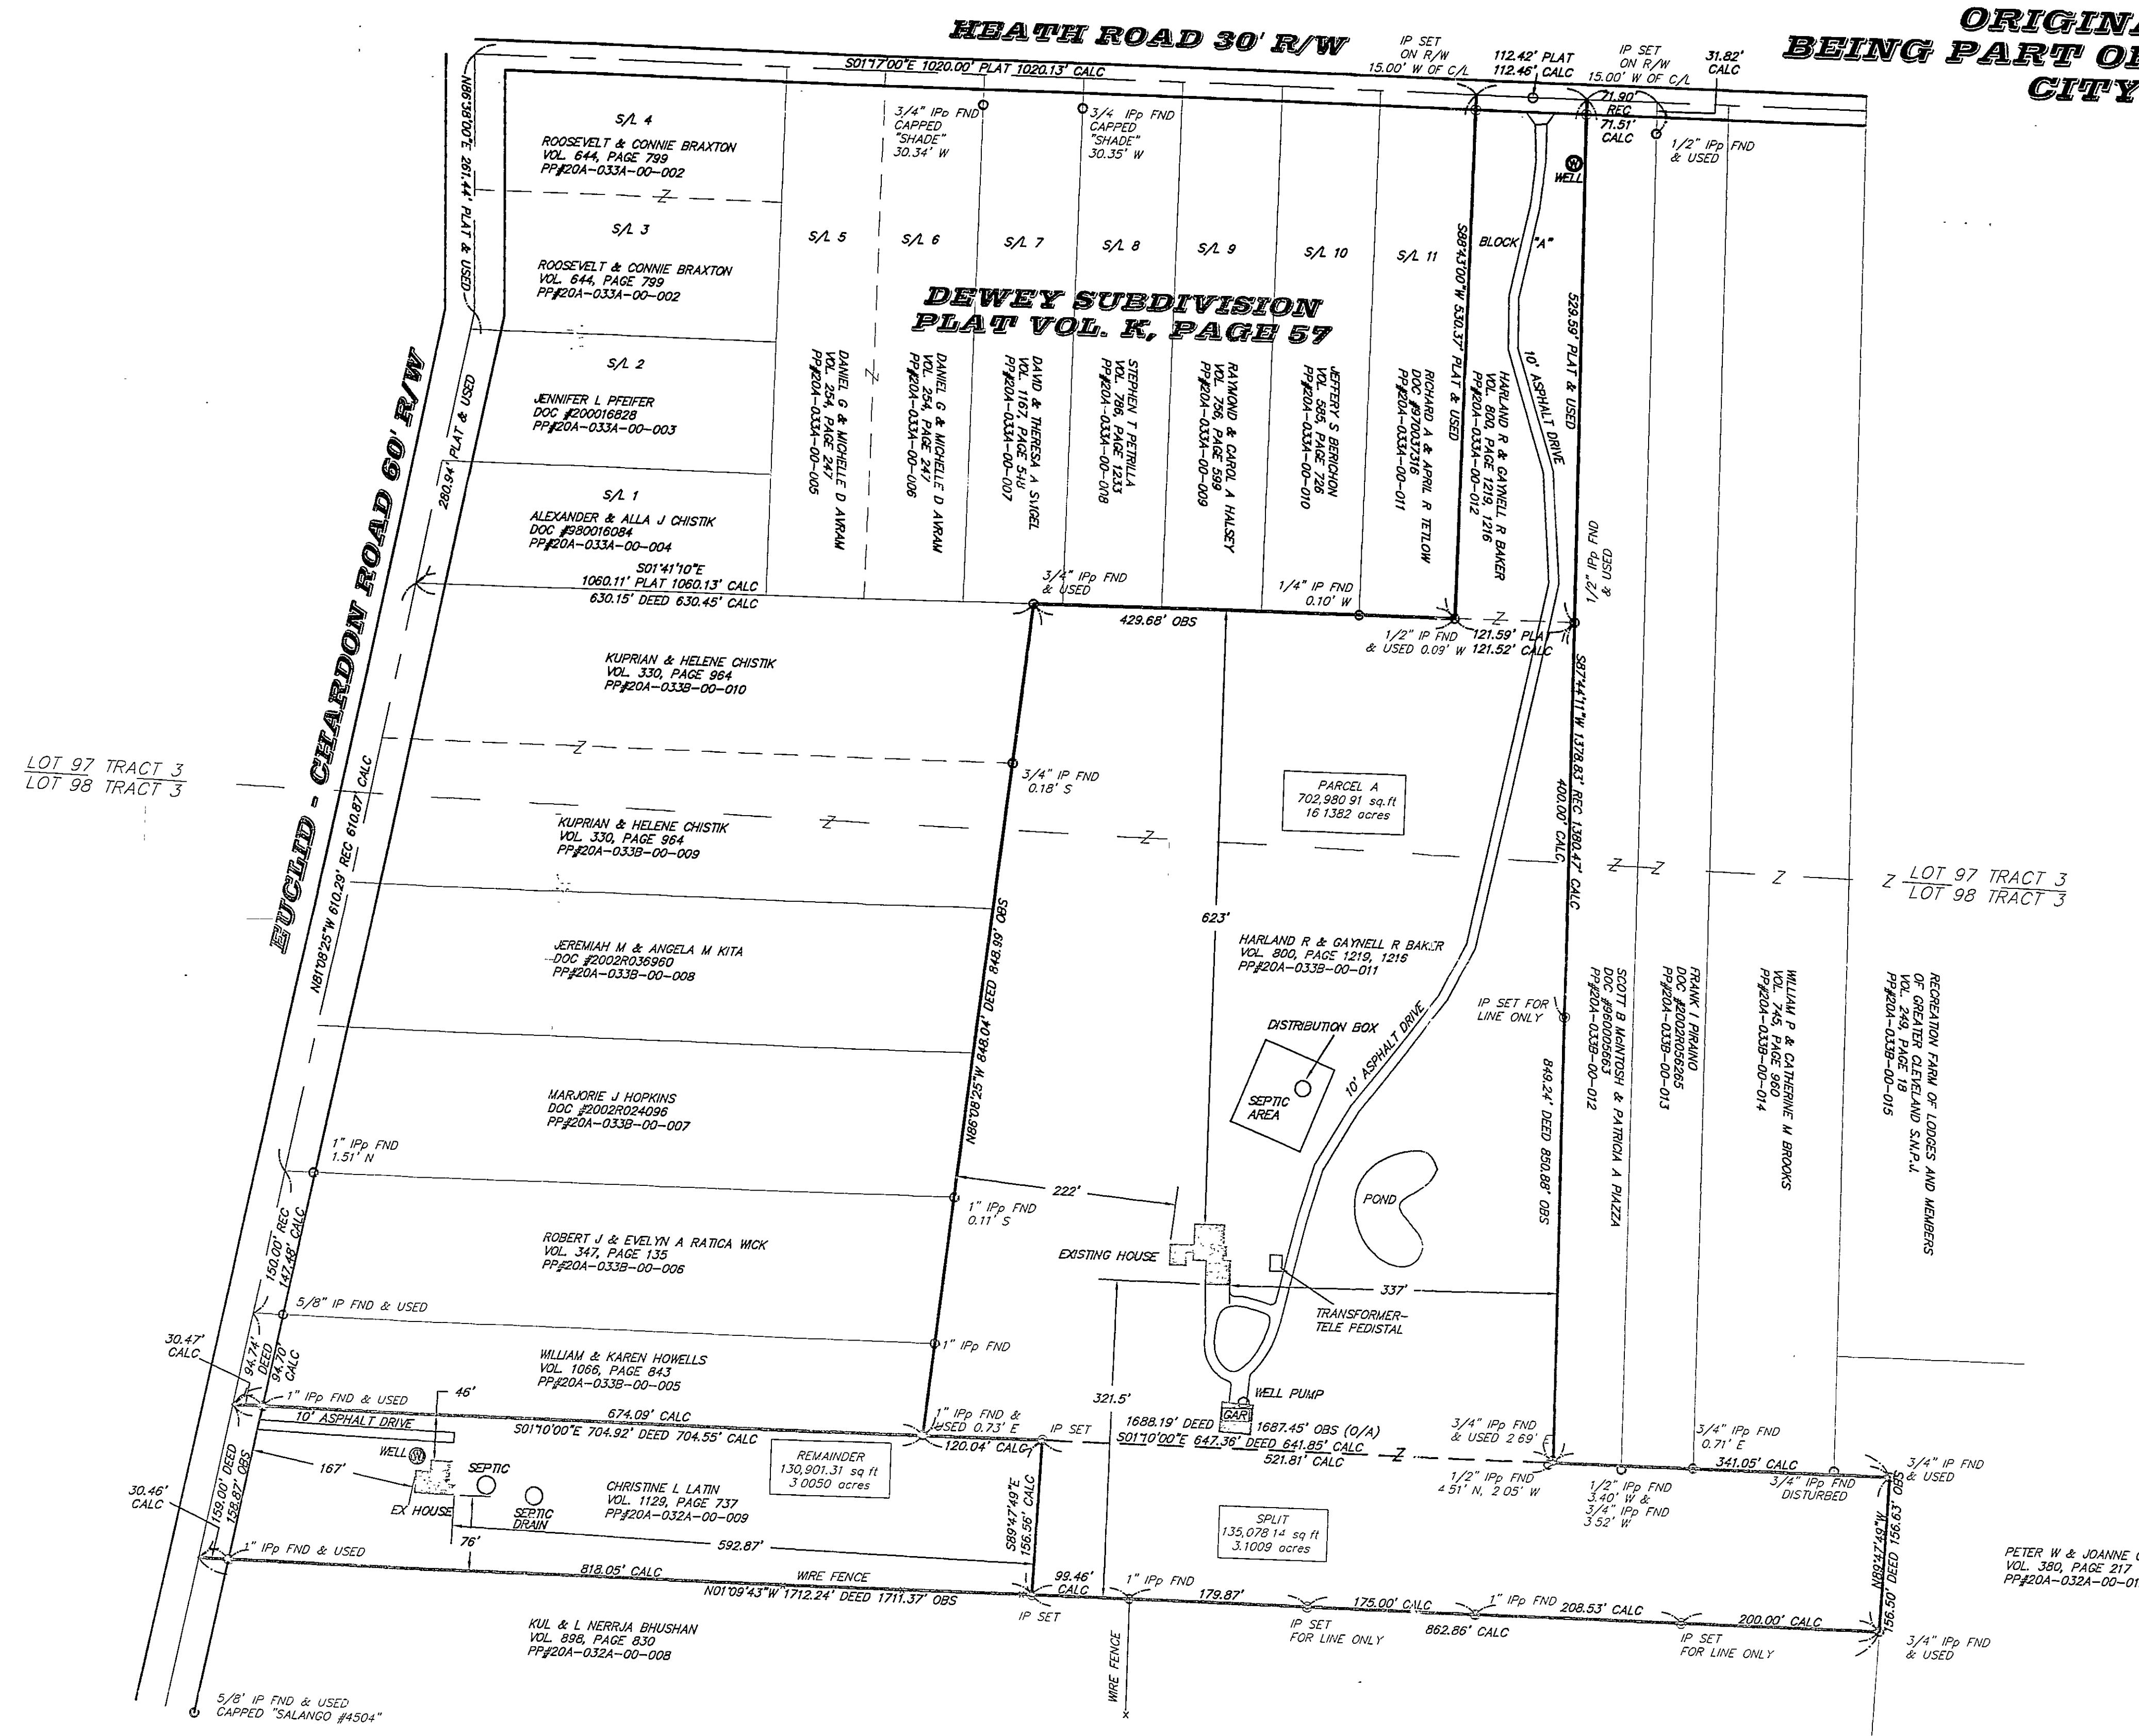 ORIGINA
BEING PART OF
CITY
HEATH ROAD 30' R/W
S01°17'00"E 1020.00' PLAT 1020.13' CALC
IP SET
ON R/W
15.00' W OF C/L
112.42' PLAT
112.46' CALC
IP SET
ON R/W
15.00' W OF C/L
31.82'
CALC
71.90'
REC
71.51'
CALC
1/2" IPp FND
& USED
N86°38'00"E 261.44' PLAT & USED
S/L 4
ROOSEVELT & CONNIE BRAXTON
VOL. 644, PAGE 799
PP#20A-033A-00-002
3/4" IPp FND
CAPPED
"SHADE"
30.34' W
3/4 IPp FND
CAPPED
"SHADE"
30.35' W
W
WELL
S/L 3
ROOSEVELT & CONNIE BRAXTON
VOL. 644, PAGE 799
PP#20A-033A-00-002
S/L 5
S/L 6
S/L 7
S/L 8
S/L 9
S/L 10
S/L 11
BLOCK "A"
DEWEY SUBDIVISION
PLAT VOL. K, PAGE 57
S88°43'00"W 530.37' PLAT & USED
529.59' PLAT & USED
10' ASPHALT DRIVE
S/L 2
JENNIFER L PFEIFER
DOC #200016828
PP#20A-033A-00-003
DANIEL G & MICHELLE D AVRAM
VOL. 254, PAGE 247
PP#20A-033A-00-005
DANIEL G & MICHELLE D AVRAM
VOL. 254, PAGE 247
PP#20A-033A-00-006
DAVID & THERESA A SVIGEL
VOL. 1167, PAGE
PP#20A-033A-00-007
STEPHEN T PETRILLA
VOL. 786, PAGE 1233
PP#20A-033A-00-008
RAYMOND & CAROL A HALSEY
VOL. 756, PAGE 599
PP#20A-033A-00-009
JEFFERY S BERICHON
VOL. 585, PAGE 726
PP#20A-033A-00-010
RICHARD A & APRIL R TETLOW
DOC #970037316
PP#20A-033A-00-011
HARLAND R & GAYNELL R BAKER
VOL. 800, PAGE 1219, 1216
PP#20A-033A-00-012
280.94' PLAT & USED
S/L 1
ALEXANDER & ALLA J CHISTIK
DOC #980016084
PP#20A-033A-00-004
S01°41'10"E
1060.11' PLAT 1060.13' CALC
630.15' DEED 630.45' CALC
3/4" IPp FND
& USED
1/4" IP FND
0.10' W
429.68' OBS
1/2" IP FND
& USED 0.09' W
121.59' PLAT
121.52' CALC
1/2" IPp FND
& USED
EUCLID - CHARDON ROAD 60' R/W
KUPRIAN & HELENE CHISTIK
VOL. 330, PAGE 964
PP#20A-033B-00-010
S87°44'11"W 1378.83' REC 1380.47' CALC
400.00' CALC
LOT 97 TRACT 3
LOT 98 TRACT 3
3/4" IP FND
0.18' S
PARCEL A
702,980 91 sq.ft
16 1382 acres
N81°08'25"W 610.29' REC 610.87' CALC
KUPRIAN & HELENE CHISTIK
VOL. 330, PAGE 964
PP#20A-033B-00-009
LOT 97 TRACT 3
LOT 98 TRACT 3
623'
N86°08'25"W 848.04' DEED 848.99' OBS
JEREMIAH M & ANGELA M KITA
DOC #2002R036960
PP#20A-033B-00-008
HARLAND R & GAYNELL R BAKER
VOL. 800, PAGE 1219, 1216
PP#20A-033B-00-011
IP SET FOR
LINE ONLY
DISTRIBUTION BOX
SEPTIC
AREA
10' ASPHALT DRIVE
849.24' DEED 850.88' OBS
SCOTT B McINTOSH & PATRICIA A PIAZZA
DOC #960005663
PP#20A-033B-00-012
FRANK I PIRAINO
DOC #2002R056265
PP#20A-033B-00-013
WILLIAM P & CATHERINE M BROOKS
VOL. 745, PAGE 960
PP#20A-033B-00-014
RECREATION FARM OF LODGES AND MEMBERS
OF GREATER CLEVELAND S.N.P.J.
VOL. 249, PAGE 18
PP#20A-033B-00-015
MARJORIE J HOPKINS
DOC #2002R024096
PP#20A-033B-00-007
1" IPp FND
1.51' N
222'
1" IPp FND
0.11' S
POND
150.00' REC
147.48' CALC
ROBERT J & EVELYN A RATICA WICK
VOL. 347, PAGE 135
PP#20A-033B-00-006
EXISTING HOUSE
337'
5/8" IP FND & USED
TRANSFORMER-
TELE PEDISTAL
30.47'
CALC
94.74'
DEED
94.70'
CALC
1" IPp FND
WILLIAM & KAREN HOWELLS
VOL. 1066, PAGE 843
PP#20A-033B-00-005
321.5'
WELL PUMP
GAR
1" IPp FND & USED
10' ASPHALT DRIVE
46'
674.09' CALC
S01°10'00"E 704.92' DEED 704.55' CALC
1" IPp FND &
USED 0.73' E
120.04' CALC
IP SET
1688.19' DEED
1687.45' OBS (O/A)
S01°10'00"E 647.36' DEED 641.85' CALC
521.81' CALC
3/4" IPp FND
& USED 2 69' E
1/2" IPp FND
4 51' N, 2 05' W
3/4" IPp FND
0.71' E
341.05' CALC
3/4" IPp FND
DISTURBED
1/2" IPp FND
3.40' W &
3/4" IPp FND
3.52' W
3/4" IP FND
& USED
WELL
W
SEPTIC
167'
EX HOUSE
SEPTIC
DRAIN
REMAINDER
130,901.31 sq ft
3 0050 acres
CHRISTINE L LATIN
VOL. 1129, PAGE 737
PP#20A-032A-00-009
S89°47'49"E
156.56' CALC
SPLIT
135,078 14 sq ft
3.1009 acres
N89°47'49"W
156.50' DEED 156.63' OBS
30.46'
CALC
159.00' DEED
158.87' OBS
1" IPp FND & USED
76'
592.87'
818.05' CALC
WIRE FENCE
N01°09'43"W 1712.24' DEED 1711.37' OBS
99.46'
CALC
IP SET
1" IPp FND
179.87'
IP SET
FOR LINE ONLY
175.00' CALC
862.86' CALC
1" IPp FND
208.53' CALC
IP SET
FOR LINE ONLY
200.00' CALC
3/4" IPp FND
& USED
PETER W & JOANNE
VOL. 380, PAGE 217
PP#20A-032A-00-01
KUL & L NERRJA BHUSHAN
VOL. 898, PAGE 830
PP#20A-032A-00-008
WIRE FENCE
5/8' IP FND & USED
CAPPED "SALANGO #4504"